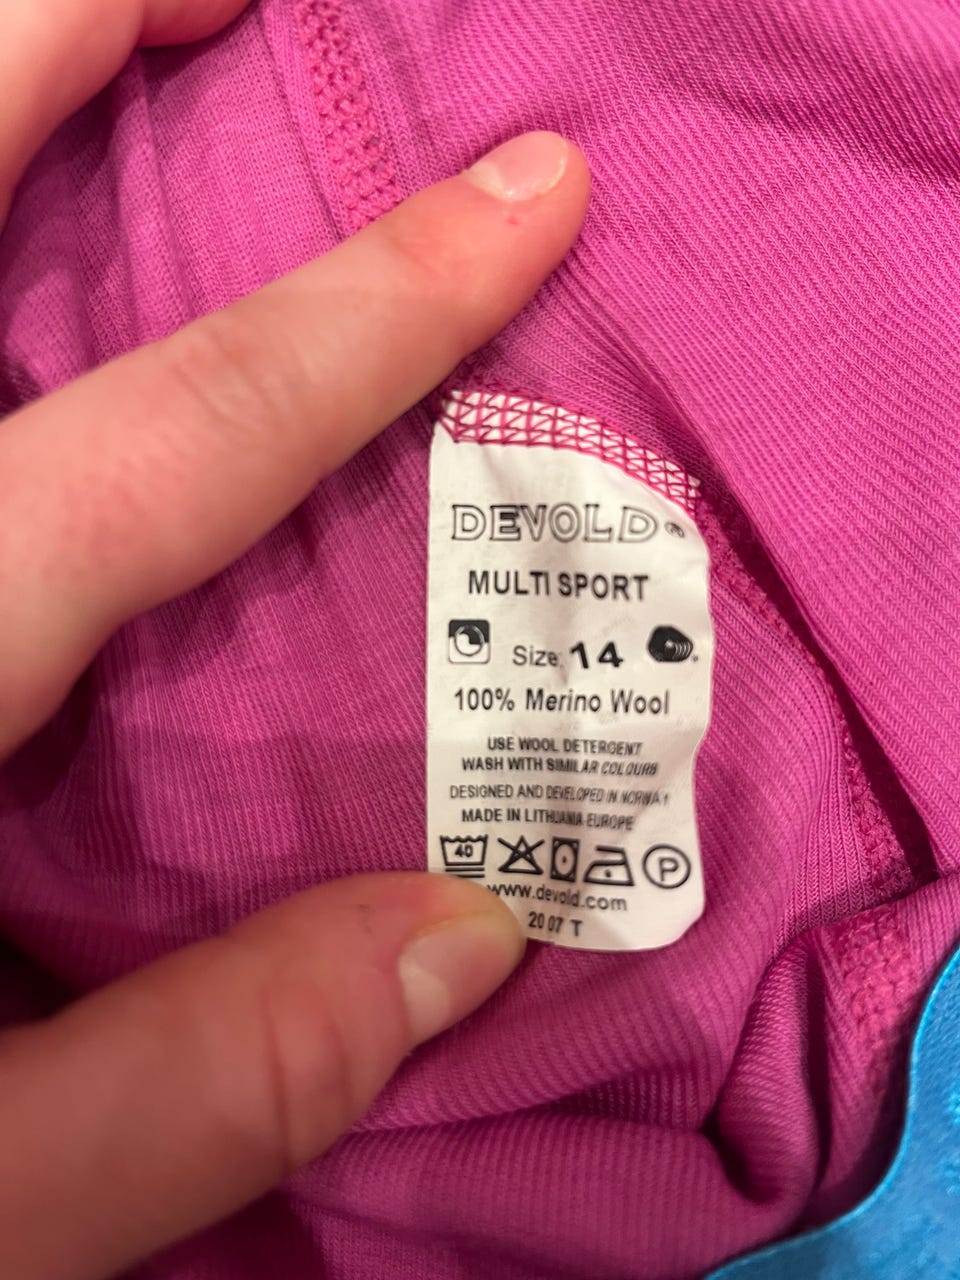 DEVOLD®
MULTI SPORT
Size: 14
100% Merino Wool
USE WOOL DETERGENT
WASH WITH SIMILAR COLOURS
DESIGNED AND DEVELOPED IN NORWAY
MADE IN LITHUANIA-EUROPE
40 P
www.devold.com
20 07 T